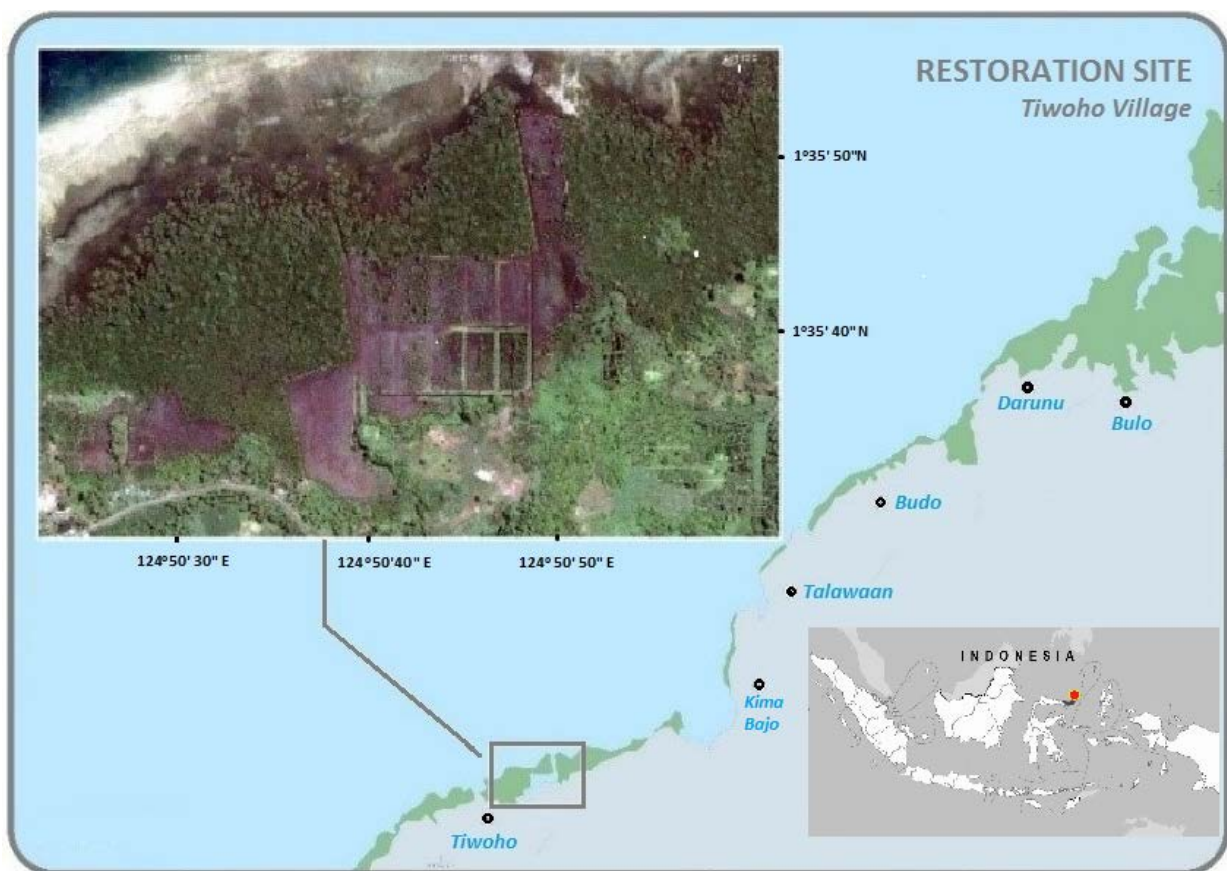 RESTORATION SITE
Tiwoho Village
1°35' 50" N
1°35' 40" N
124°50' 30" E
124°50' 40" E
124°50' 50" E
Darunu
Bulo
Budo
Talawaan
Kima
Bajo
Tiwoho
INDONESIA